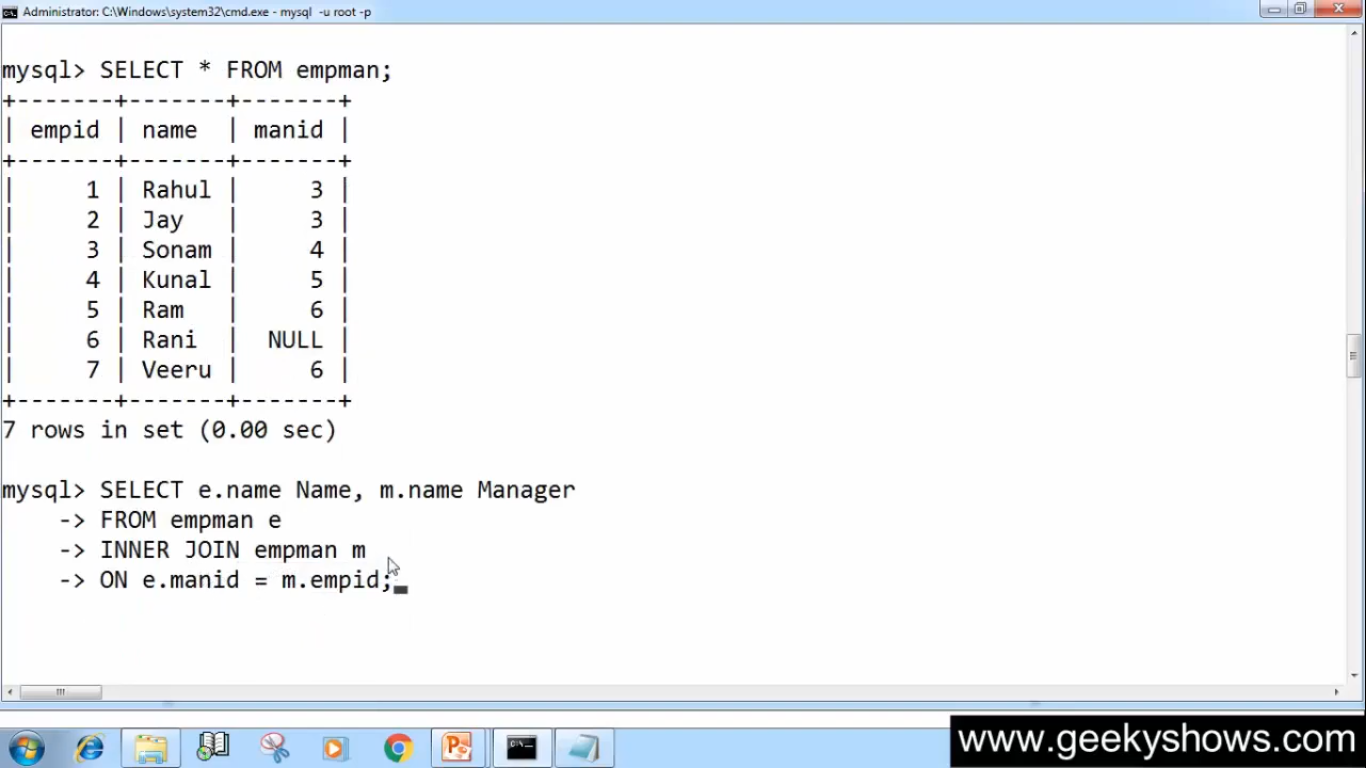 Administrator: C:\Windows\system32\cmd.exe - mysql  -u root -p
mysql> SELECT * FROM empman;
+-------+-------+-------+
| empid | name  | manid |
+-------+-------+-------+
|     1 | Rahul |     3 |
|     2 | Jay   |     3 |
|     3 | Sonam |     4 |
|     4 | Kunal |     5 |
|     5 | Ram   |     6 |
|     6 | Rani  |  NULL |
|     7 | Veeru |     6 |
+-------+-------+-------+
7 rows in set (0.00 sec)
mysql> SELECT e.name Name, m.name Manager
    -> FROM empman e
    -> INNER JOIN empman m
    -> ON e.manid = m.empid;
www.geekyshows.com